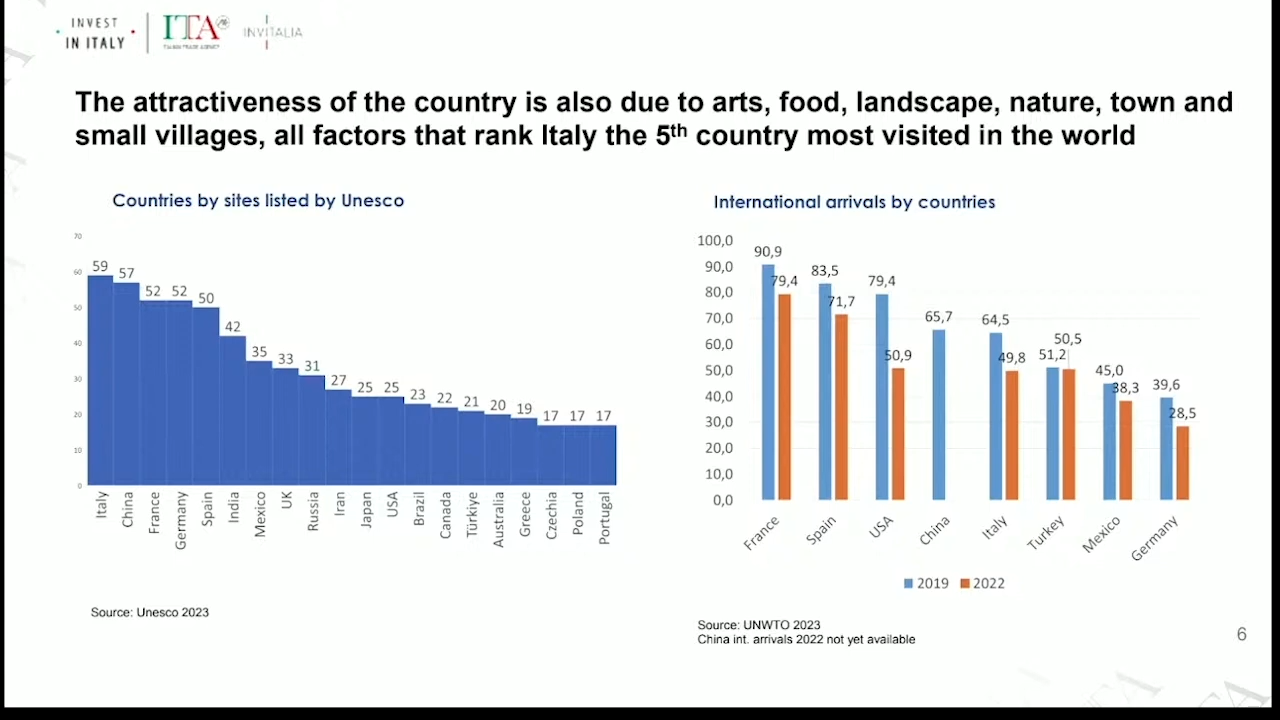 INVEST
IN ITALY
ITA
ITALIAN TRADE AGENCY
INVITALIA
The attractiveness of the country is also due to arts, food, landscape, nature, town and
small villages, all factors that rank Italy the 5th country most visited in the world
Countries by sites listed by Unesco
70
60
50
40
30
20
10
0
59
57
52
52
50
42
35
33
31
27
25
25
23
22
21
20
19
17
17
17
Italy
China
France
Germany
Spain
India
Mexico
UK
Russia
Iran
Japan
USA
Brazil
Canada
Türkiye
Australia
Greece
Czechia
Poland
Portugal
Source: Unesco 2023
International arrivals by countries
100,0
90,0
80,0
70,0
60,0
50,0
40,0
30,0
20,0
10,0
0,0
90,9
79,4
83,5
71,7
79,4
50,9
65,7
64,5
49,8
51,2
50,5
45,0
38,3
39,6
28,5
France
Spain
USA
China
Italy
Turkey
Mexico
Germany
2019
2022
Source: UNWTO 2023
China int. arrivals 2022 not yet available
6